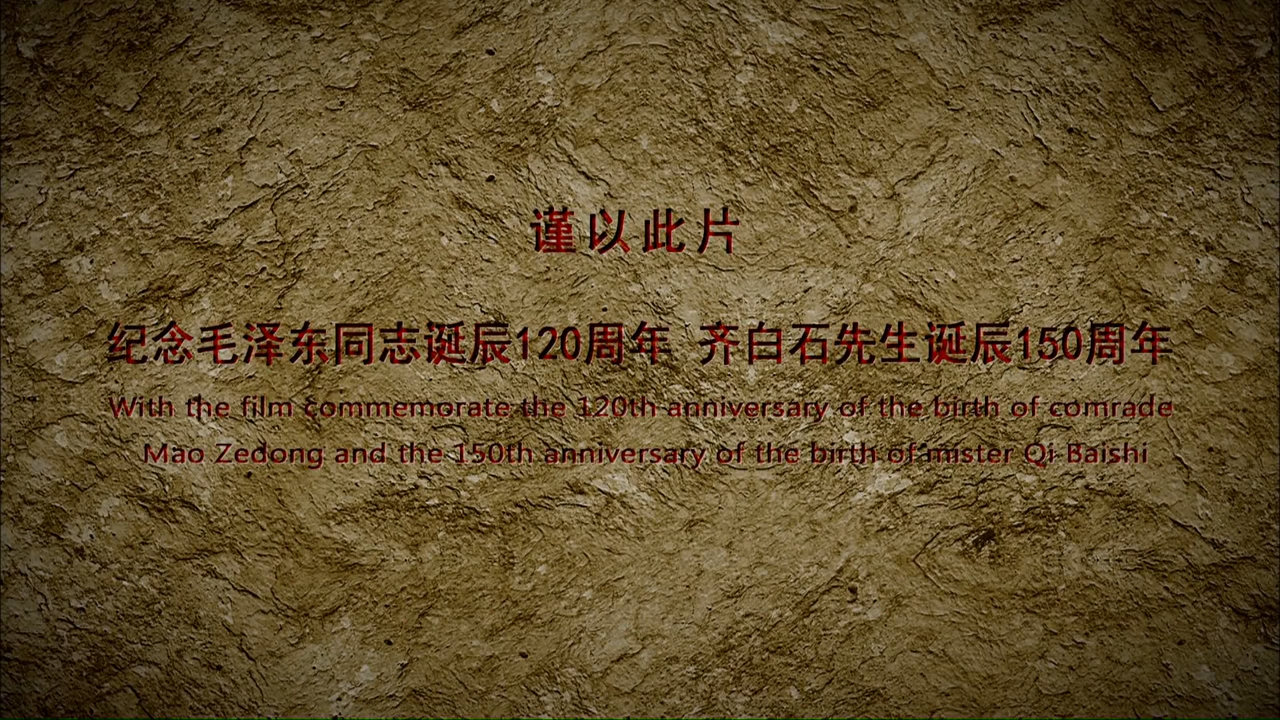 谨以此片
纪念毛泽东同志诞辰120周年 齐白石先生诞辰150周年
With the film commemorate the 120th anniversary of the birth of comrade
Mao Zedong and the 150th anniversary of the birth of mister Qi Baishi